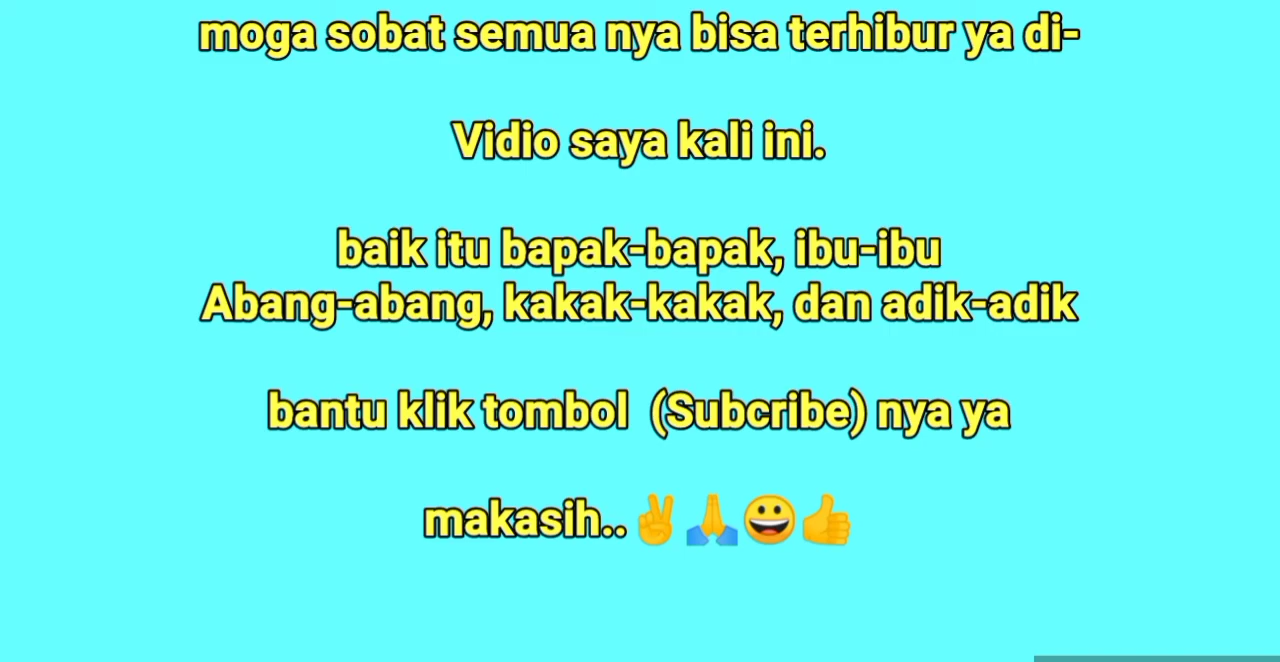 moga sobat semua nya bisa terhibur ya di-
Vidio saya kali ini.
baik itu bapak-bapak, ibu-ibu
Abang-abang, kakak-kakak, dan adik-adik
bantu klik tombol (Subcribe) nya ya
makasih..✌🙏😀👍